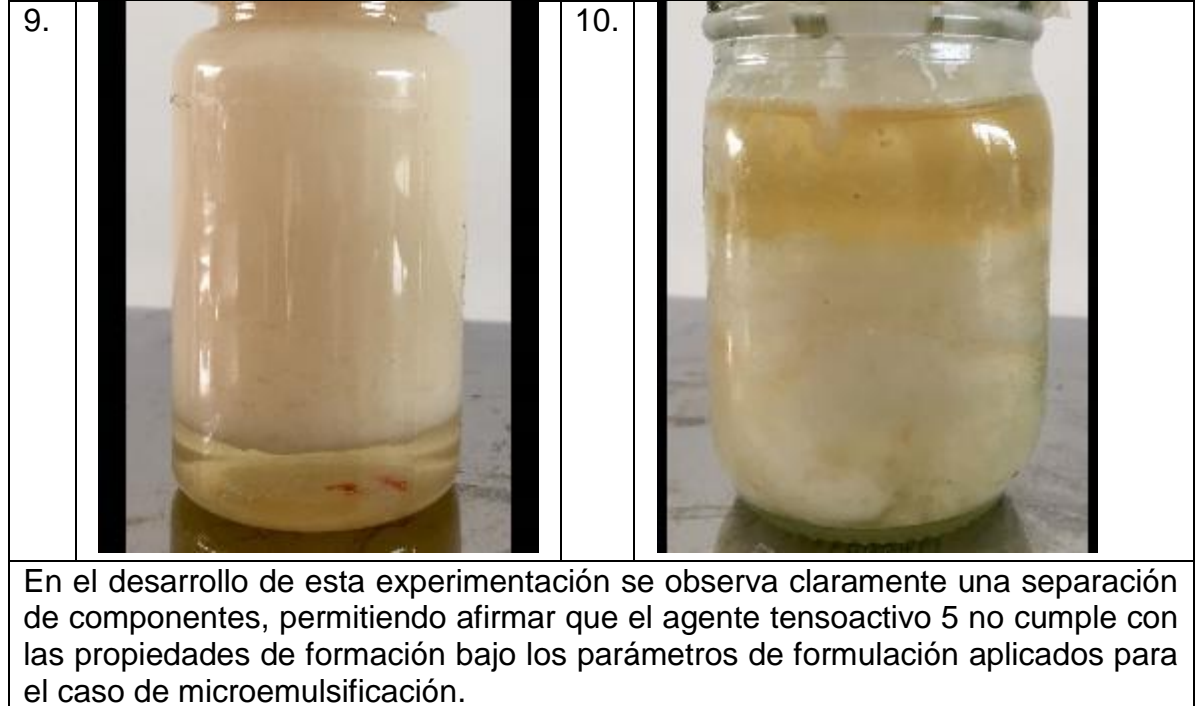 9.
10.
En el desarrollo de esta experimentación se observa claramente una separación
de componentes, permitiendo afirmar que el agente tensoactivo 5 no cumple con
las propiedades de formación bajo los parámetros de formulación aplicados para
el caso de microemulsificación.